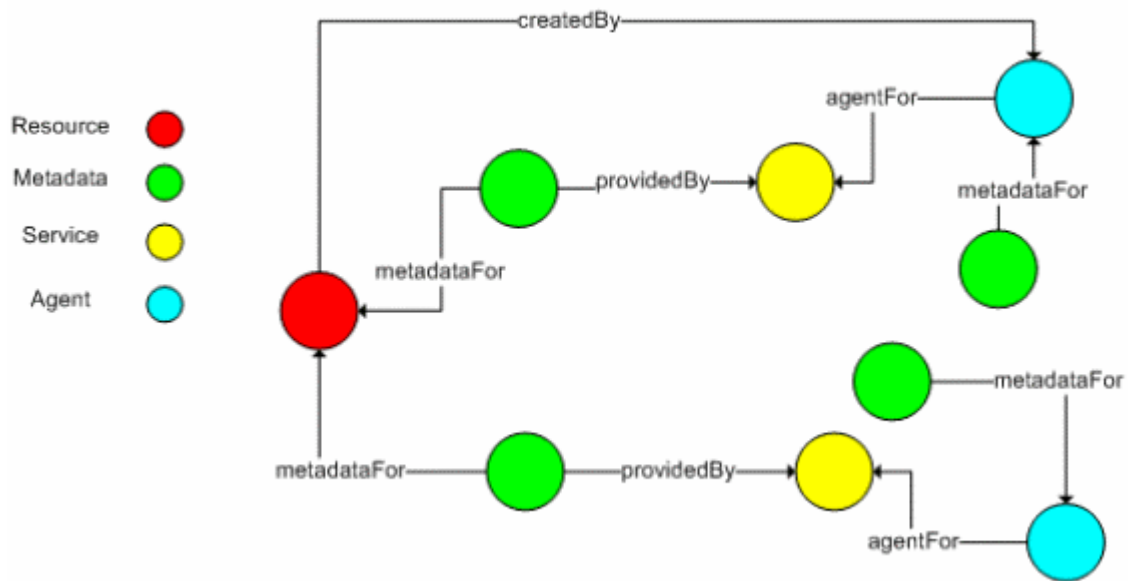 createdBy
agentFor
Resource
Metadata
providedBy
metadataFor
Service
metadataFor
Agent
metadataFor
metadataFor
providedBy
agentFor